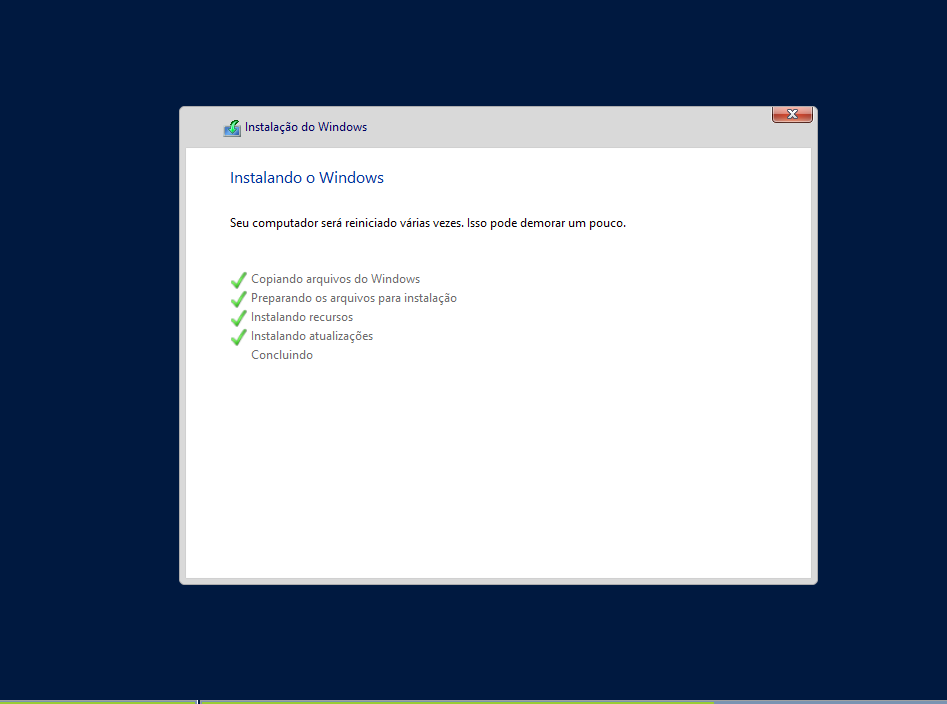 Instalação do Windows
Instalando o Windows
Seu computador será reiniciado várias vezes. Isso pode demorar um pouco.
Copiando arquivos do Windows
Preparando os arquivos para instalação
Instalando recursos
Instalando atualizações
Concluindo